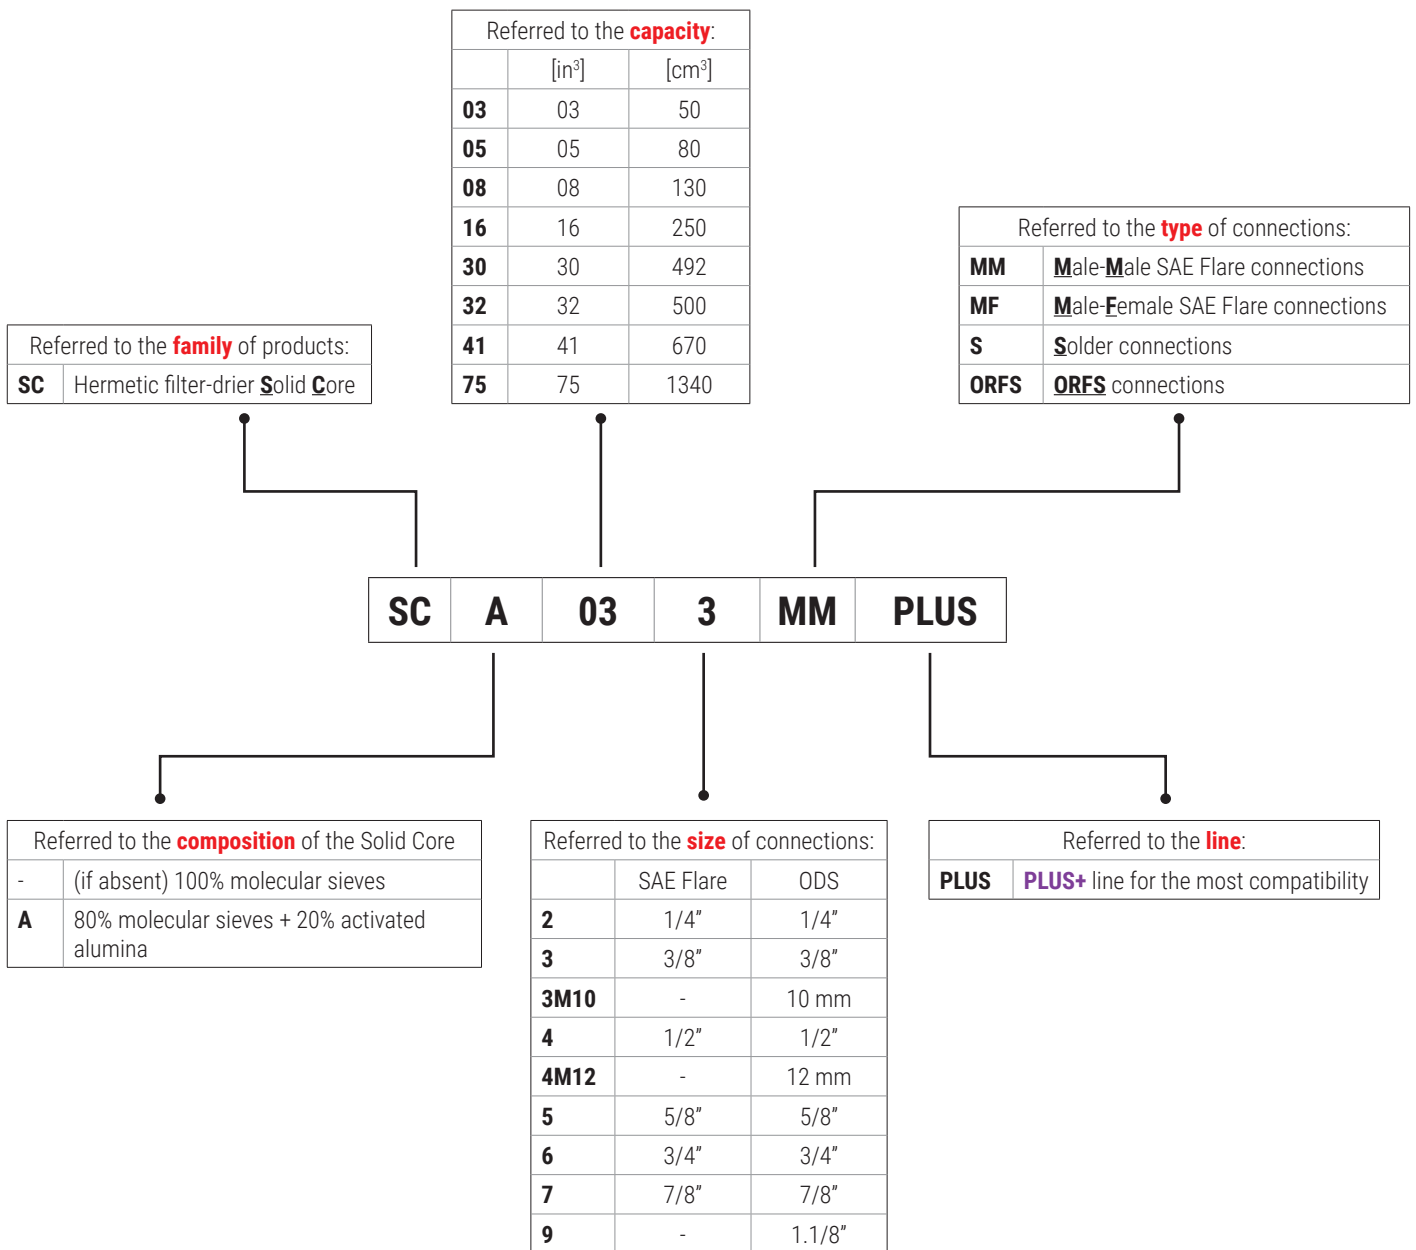 Referred to the capacity:
[in³] [cm³]
03 03 50
05 05 80
08 08 130
16 16 250
30 30 492
32 32 500
41 41 670
75 75 1340
Referred to the type of connections:
MM Male-Male SAE Flare connections
MF Male-Female SAE Flare connections
S Solder connections
ORFS ORFS connections
Referred to the family of products:
SC Hermetic filter-drier Solid Core
SC A 03 3 MM PLUS
Referred to the composition of the Solid Core
- (if absent) 100% molecular sieves
A 80% molecular sieves + 20% activated
alumina
Referred to the size of connections:
SAE Flare ODS
2 1/4” 1/4”
3 3/8” 3/8”
3M10 - 10 mm
4 1/2” 1/2”
4M12 - 12 mm
5 5/8” 5/8”
6 3/4” 3/4”
7 7/8” 7/8”
9 - 1.1/8”
Referred to the line:
PLUS PLUS+ line for the most compatibility